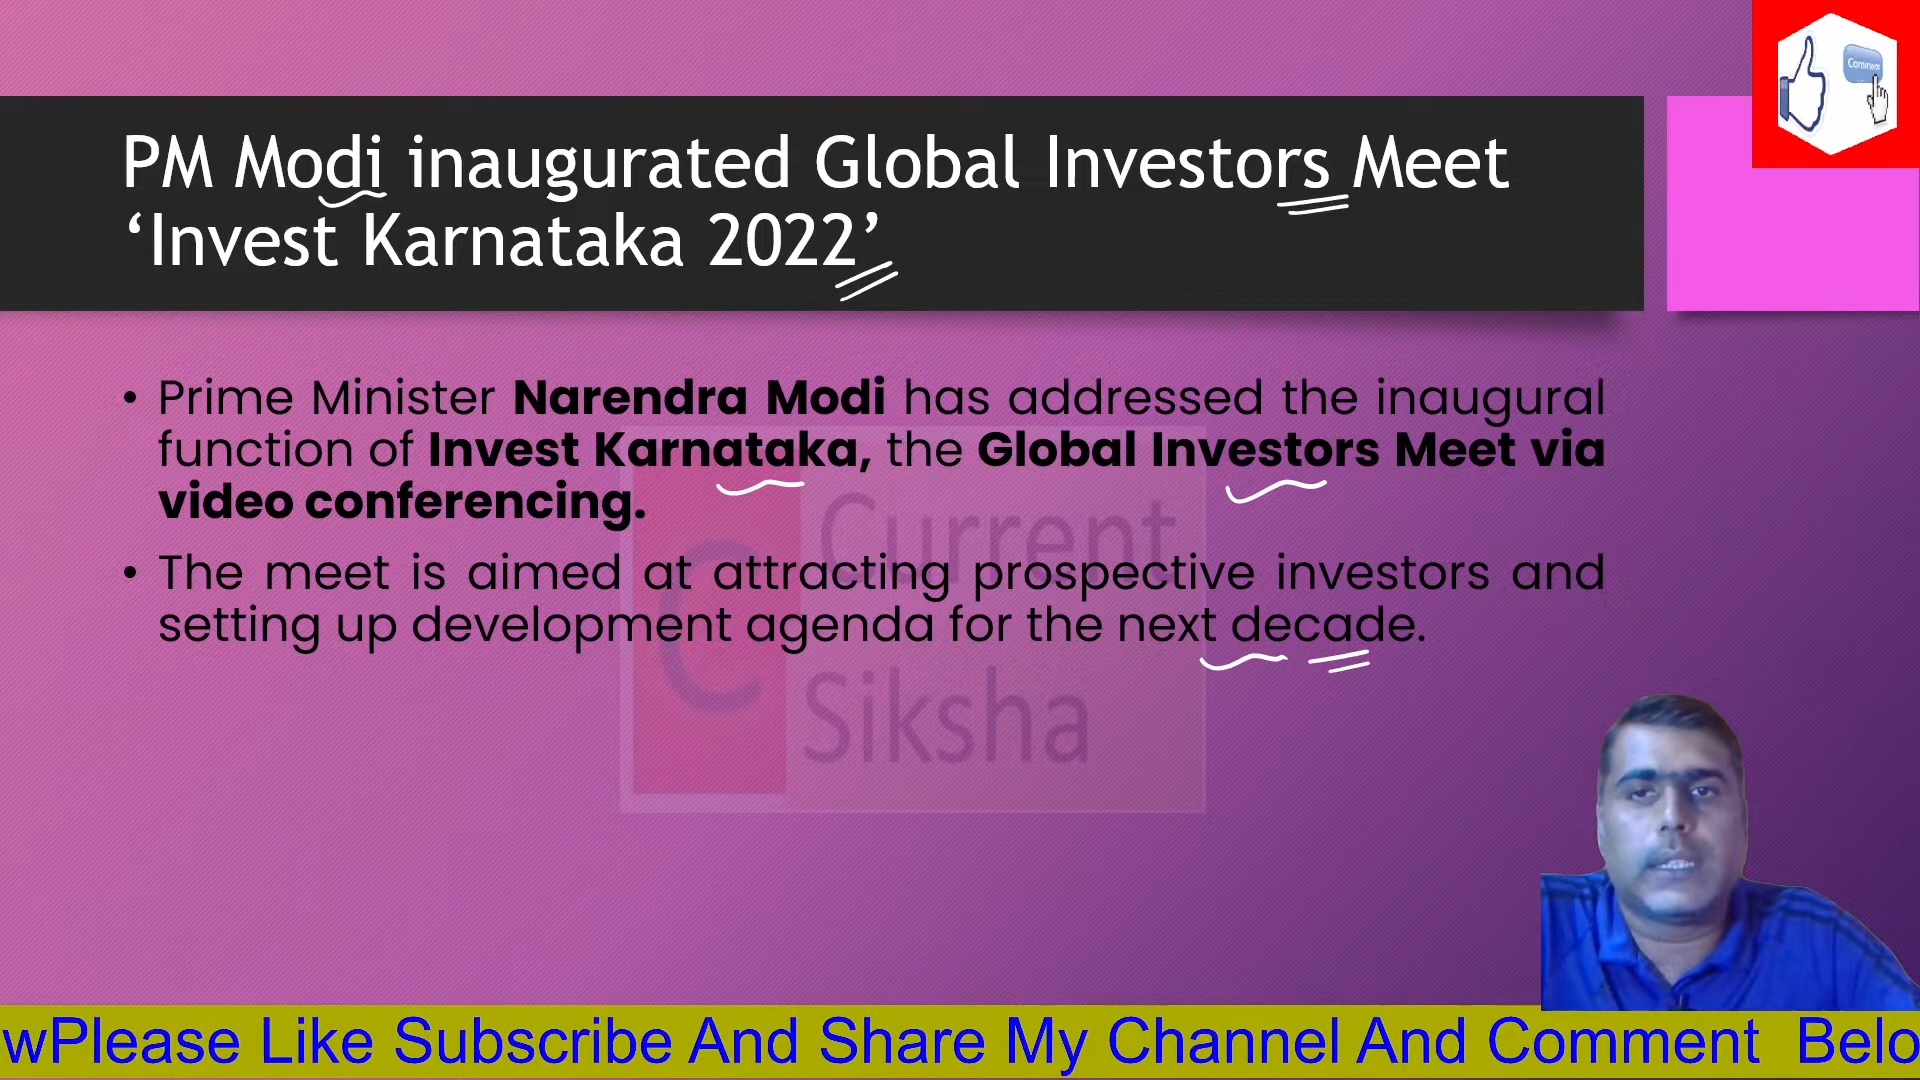 Comment
PM Modi inaugurated Global Investors Meet
‘Invest Karnataka 2022’
• Prime Minister Narendra Modi has addressed the inaugural
function of Invest Karnataka, the Global Investors Meet via
video conferencing.
• The meet is aimed at attracting prospective investors and
setting up development agenda for the next decade.
C
Current
Siksha
wPlease Like Subscribe And Share My Channel And Comment Belo